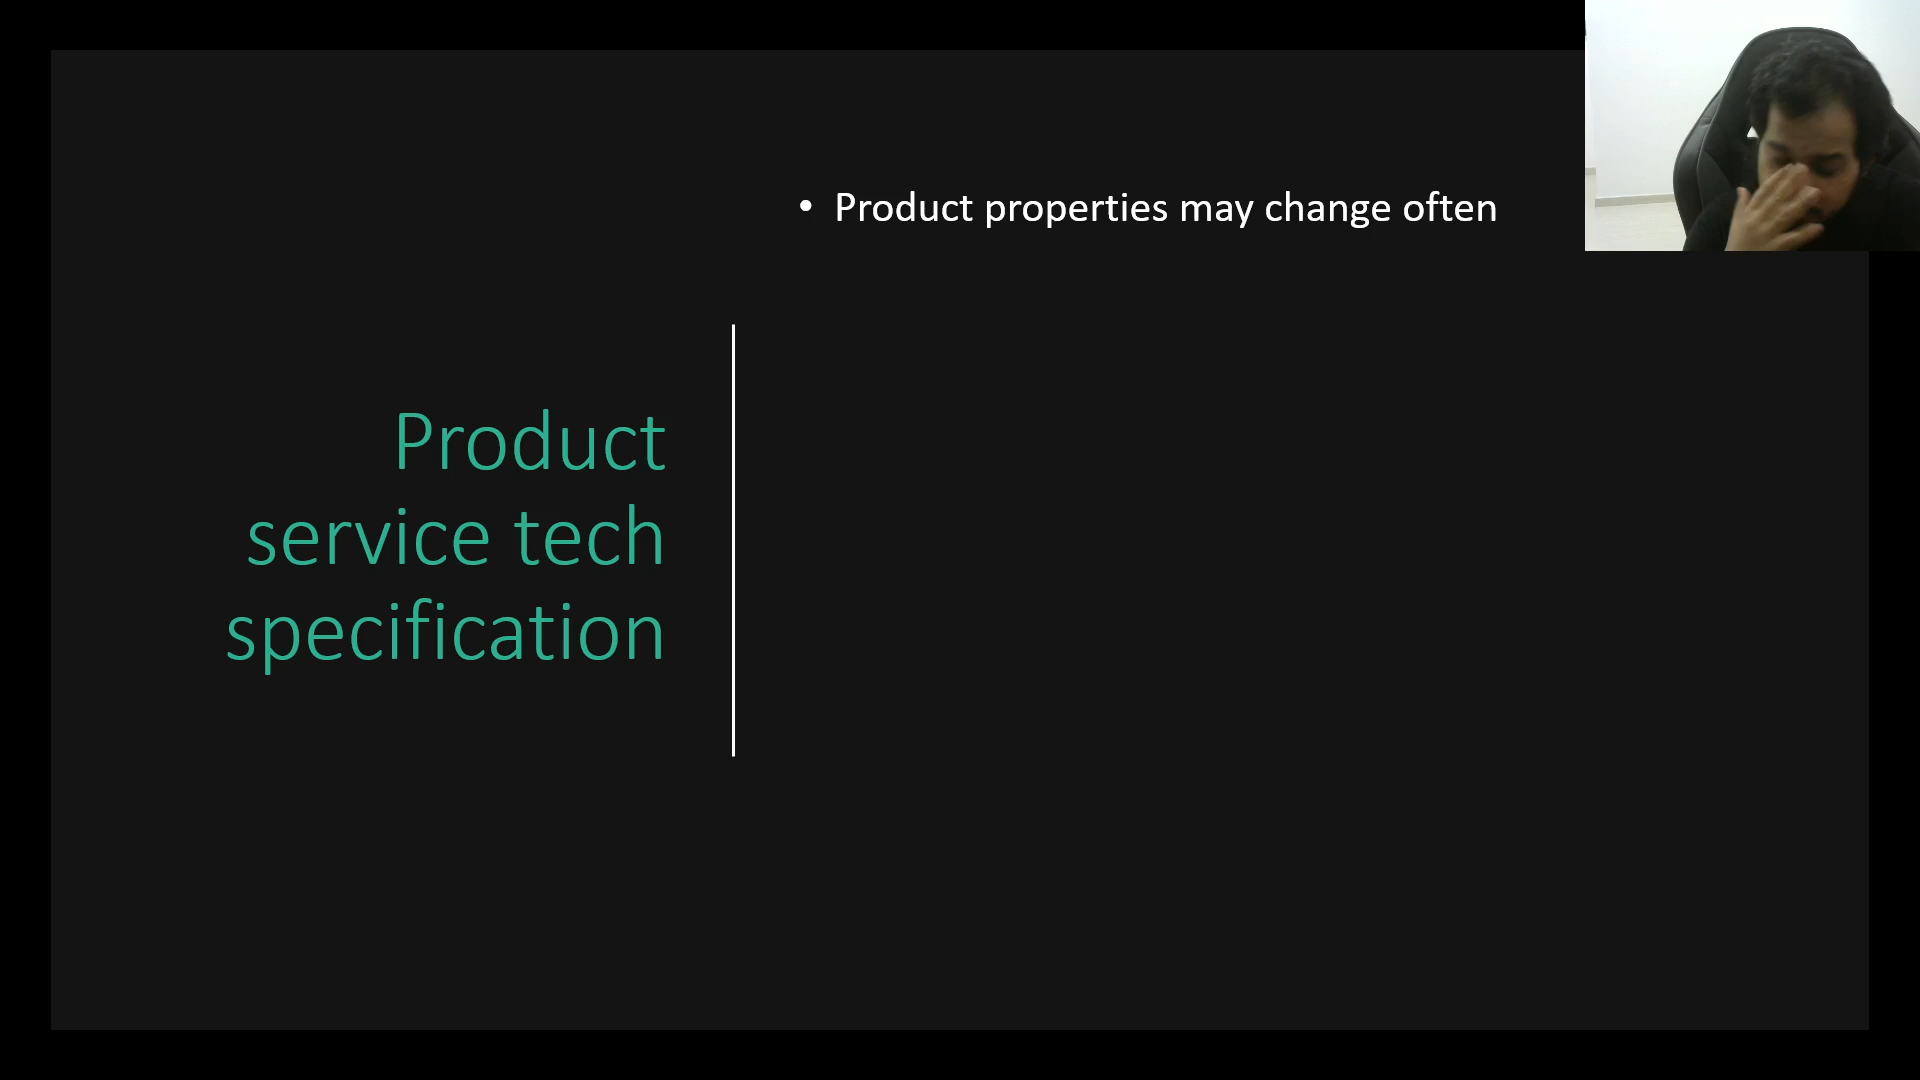 Product
service tech
specification
• Product properties may change often